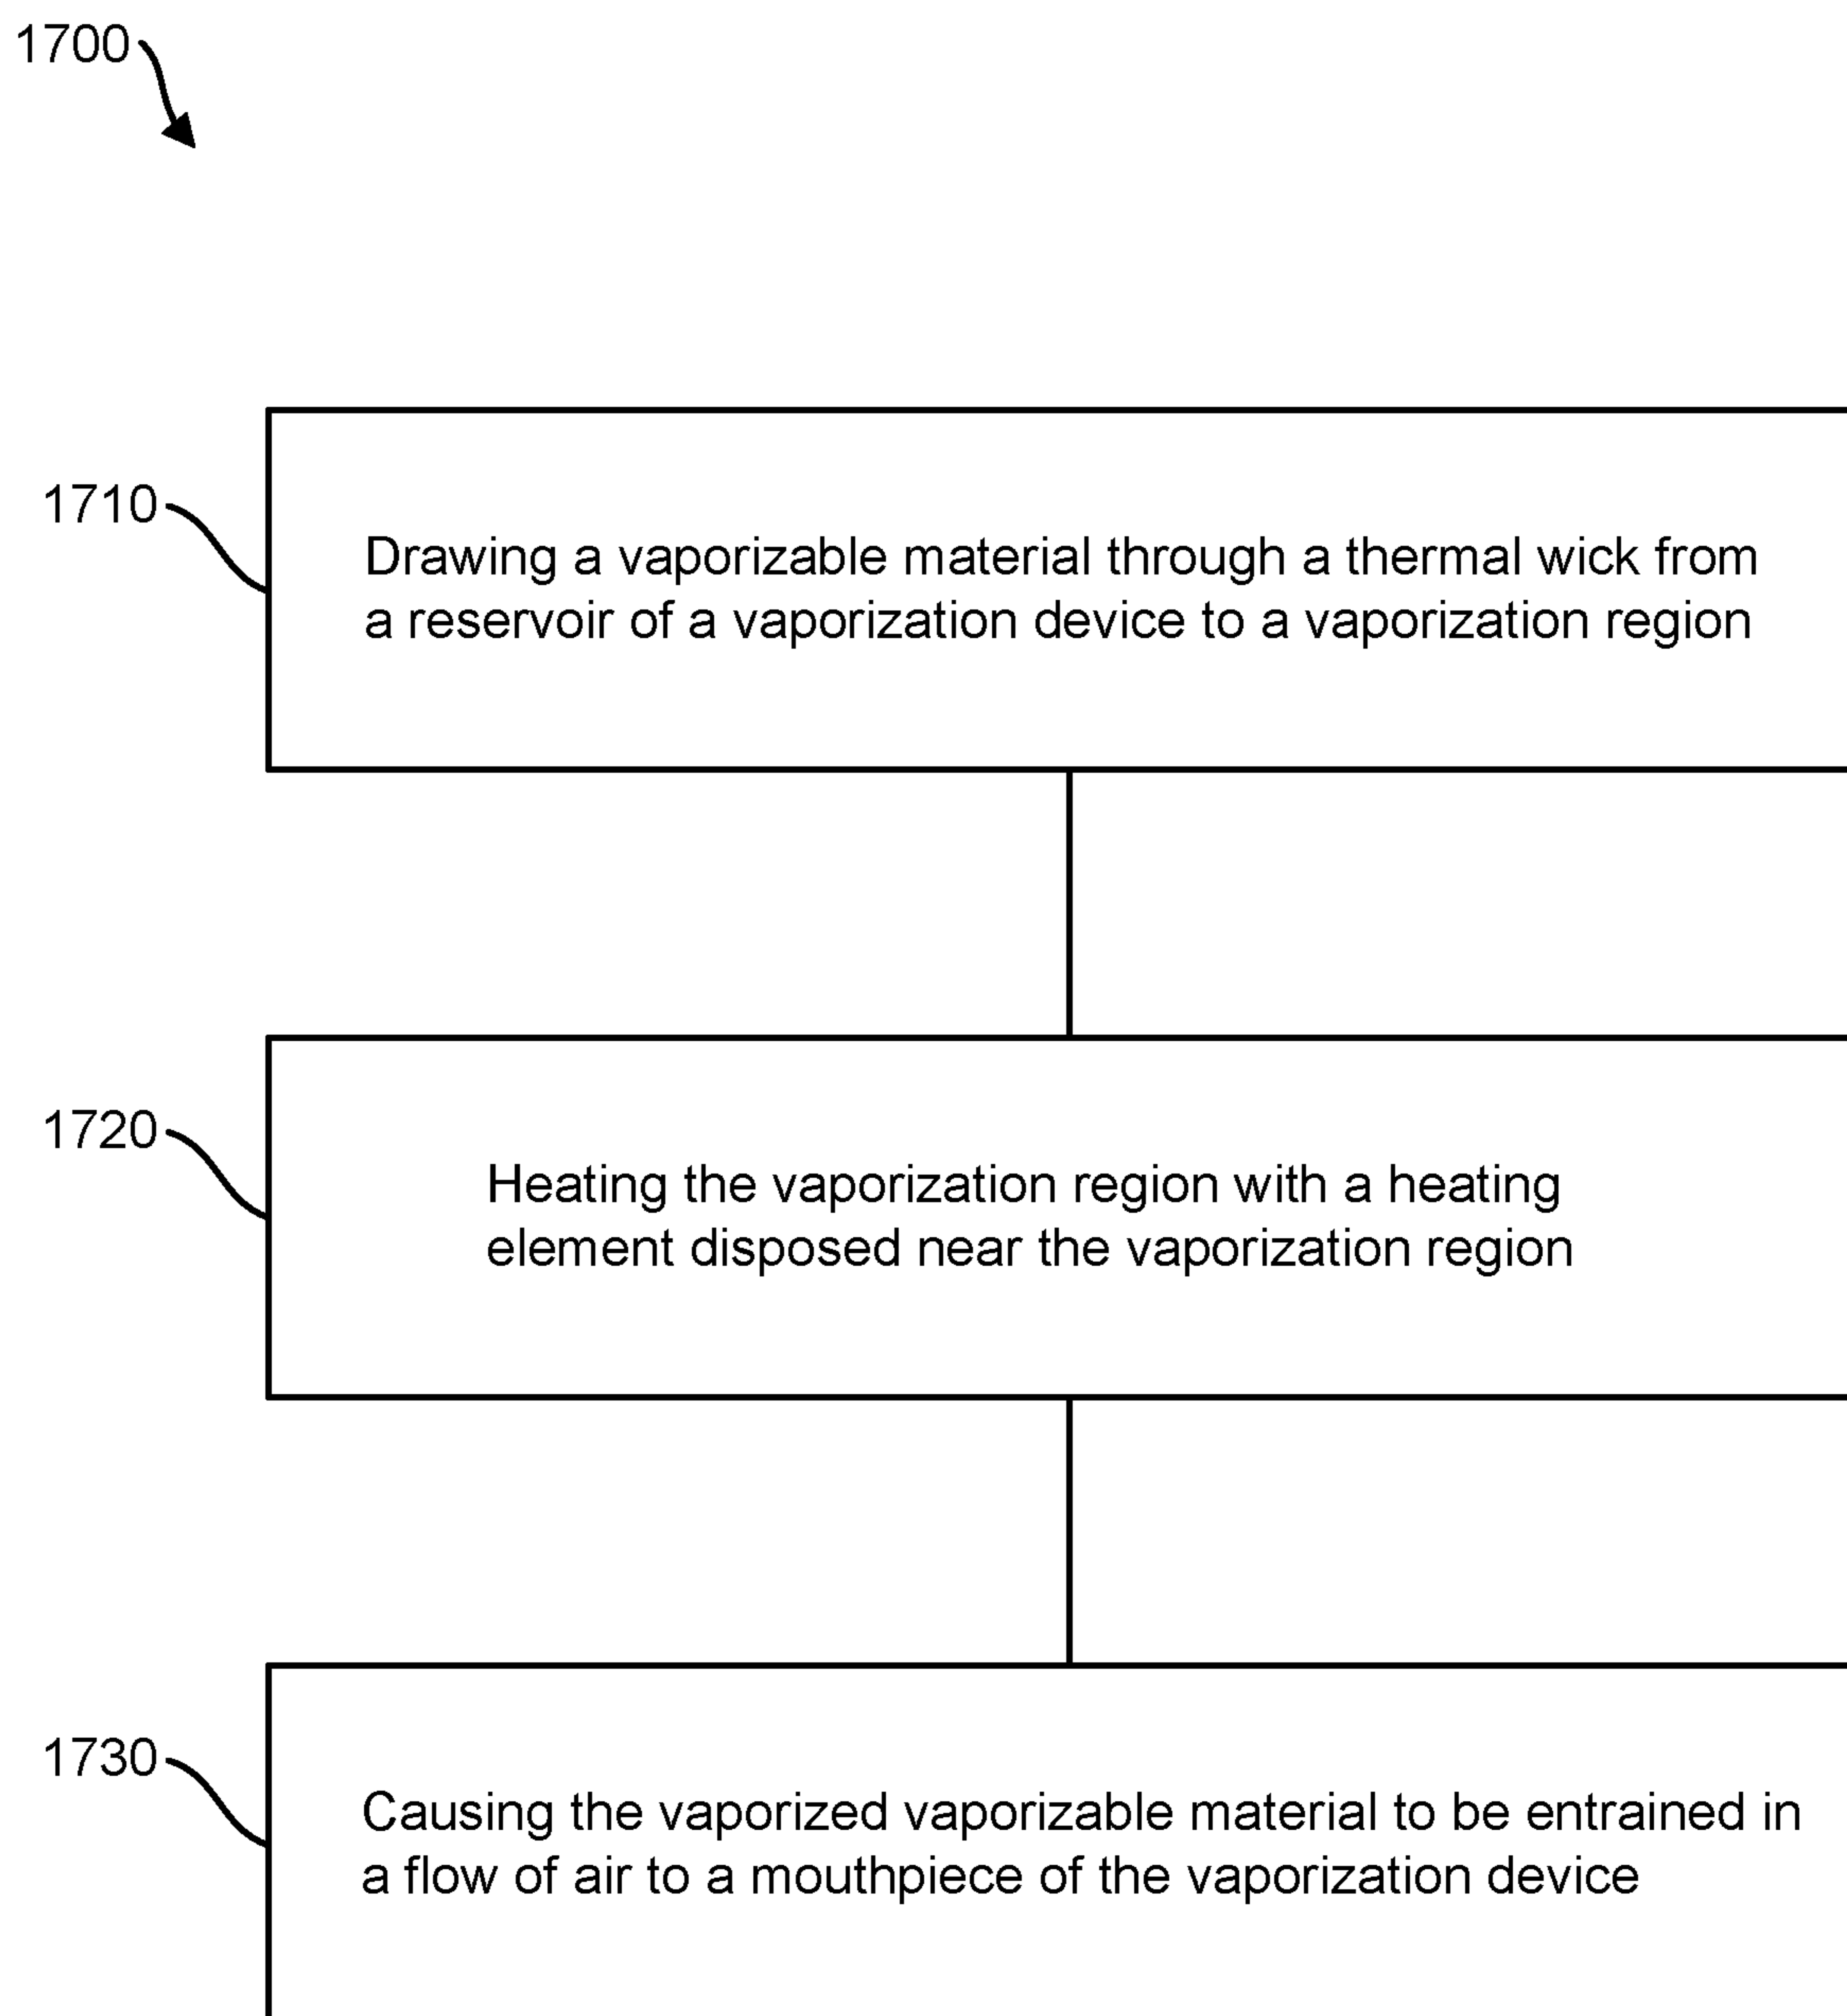 1700
1710
Drawing a vaporizable material through a thermal wick from
a reservoir of a vaporization device to a vaporization region
1720
Heating the vaporization region with a heating
element disposed near the vaporization region
1730
Causing the vaporized vaporizable material to be entrained in
a flow of air to a mouthpiece of the vaporization device